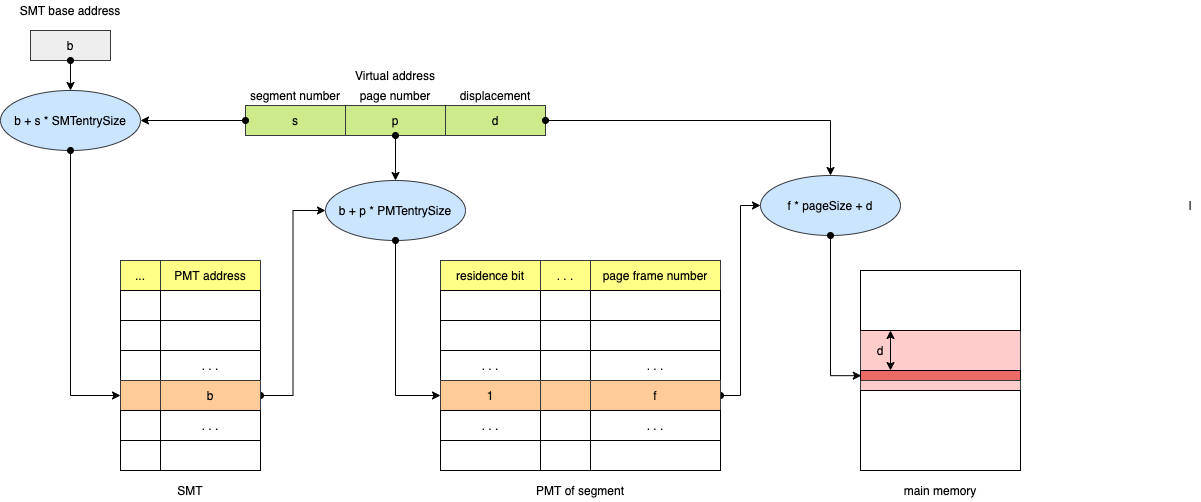 SMT base address
b
Virtual address
segment number page number displacement
s p d
b + s * SMTentrySize
b + p * PMTentrySize
f * pageSize + d
l
... PMT address
. . .
b
. . .
SMT
residence bit . . . page frame number
. . . . . .
1 f
. . . . . .
PMT of segment
d
main memory